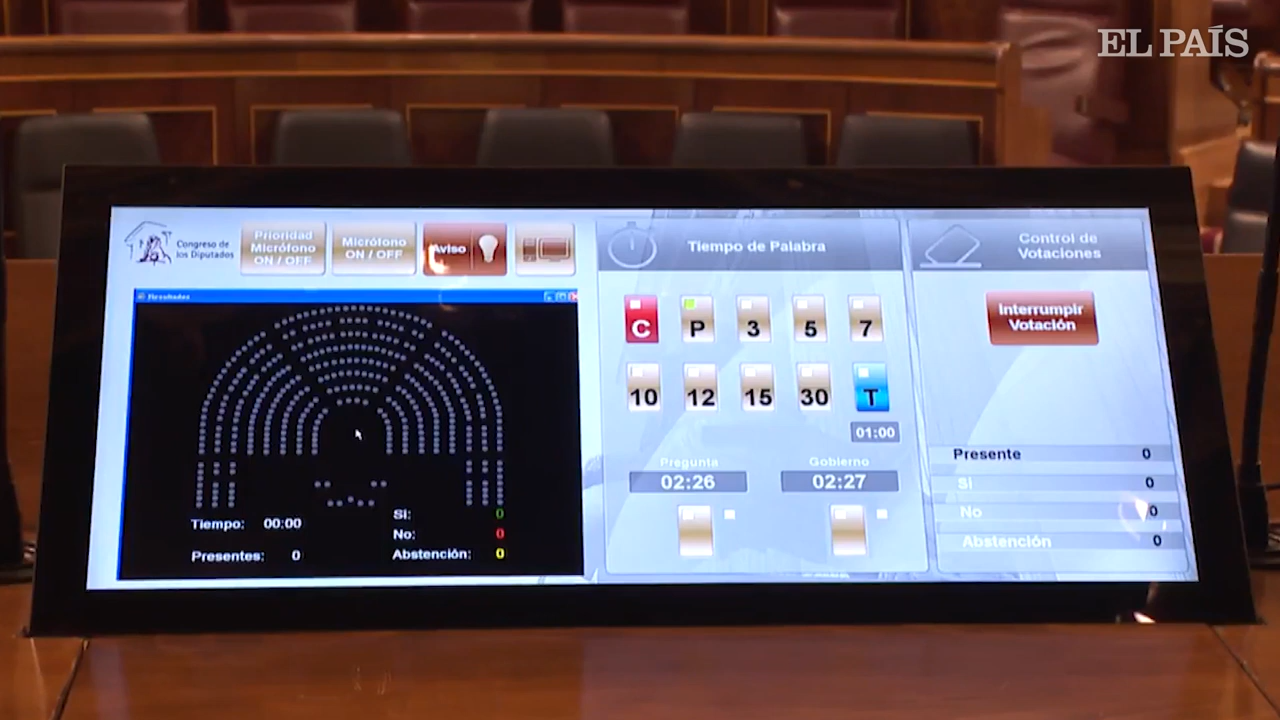 EL PAÍS
Congreso de
los Diputados
Prioridad
Micrófono
ON / OFF
Micrófono
ON / OFF
Aviso
Tiempo de Palabra
Control de
Votaciones
Resultados
C P 3 5 7
10 12 15 30 T
01:00
Interrumpir
Votación
Pregunta
02:26
Gobierno
02:27
Tiempo: 00:00
Presentes: 0
Si: 0
No: 0
Abstención: 0
Presente 0
Si 0
No 0
Abstención 0